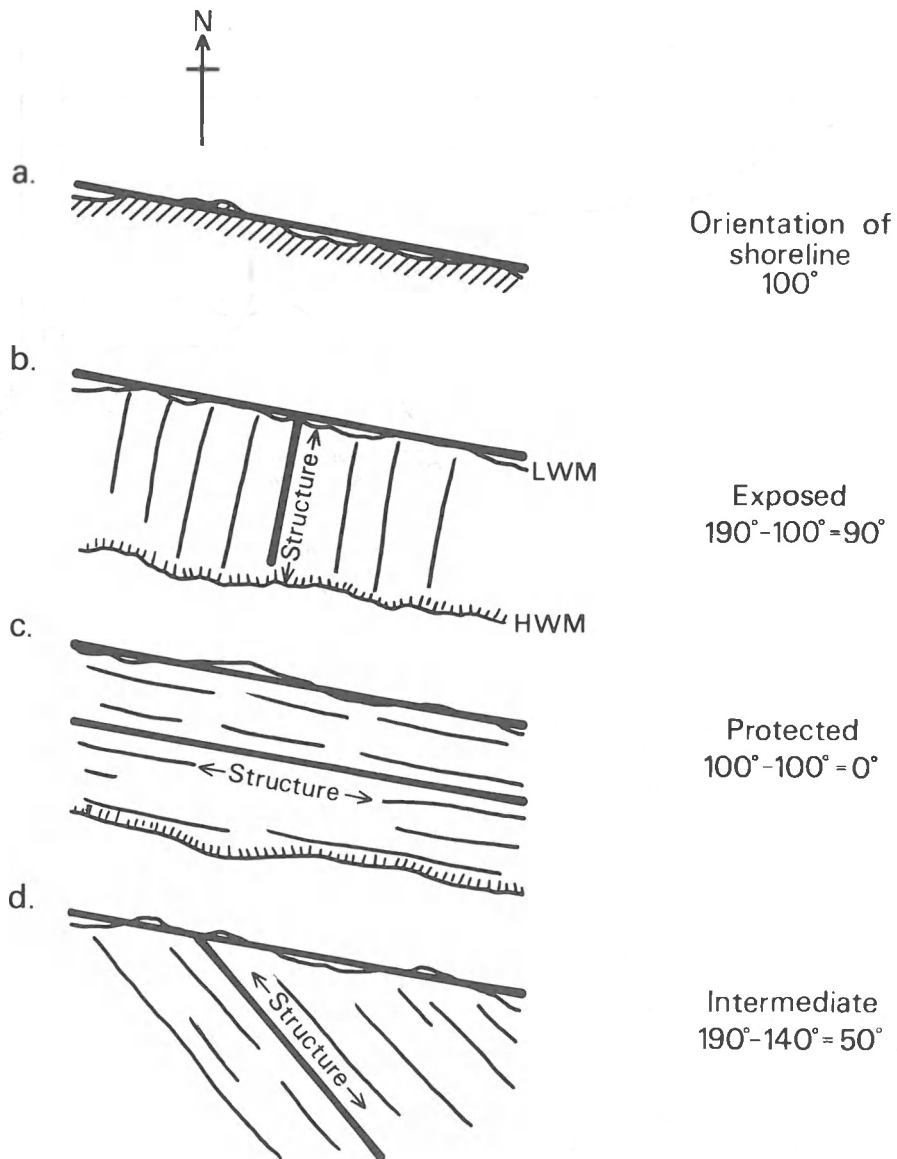 N
a.
Orientation of
shoreline
100°
b.
Structure
LWM
Exposed
190°-100°=90°
HWM
c.
Structure
Protected
100°-100°=0°
d.
Structure
Intermediate
190°-140°=50°